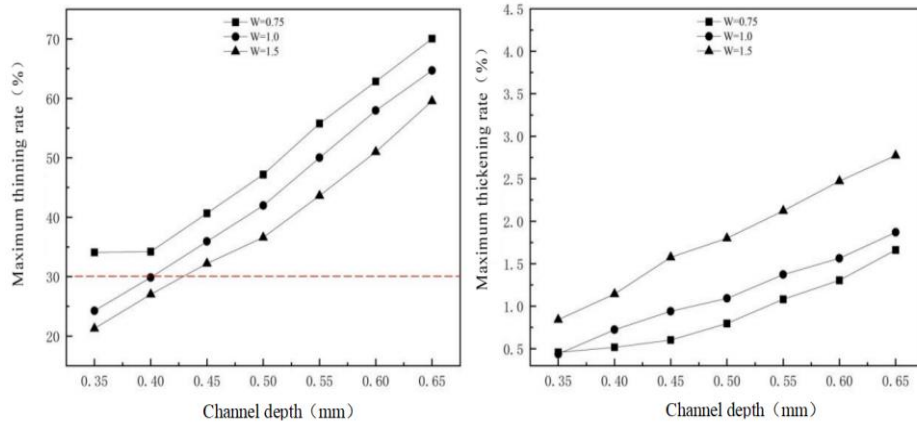 W=0.75
W=1.0
W=1.5
70
60
50
40
30
20
0.35 0.40 0.45 0.50 0.55 0.60 0.65
Maximum thinning rate（%）
Channel depth（mm）
W=0.75
W=1.0
W=1.5
4.5
4.0
3.5
3.0
2.5
2.0
1.5
1.0
0.5
0.35 0.40 0.45 0.50 0.55 0.60 0.65
Maximum thickening rate（%）
Channel depth（mm）